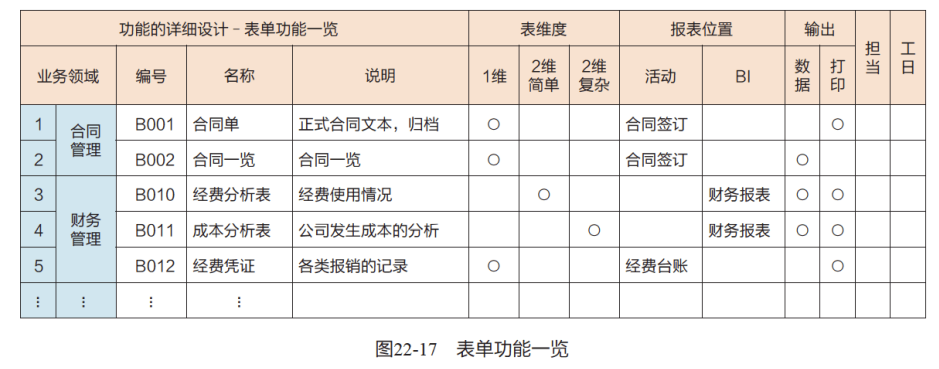 功能的详细设计–表单功能一览 表维度 报表位置 输出 担当 工日
业务领域 编号 名称 说明 1维 2维简单 2维复杂 活动 BI 数据 打印
1 合同管理 B001 合同单 正式合同文本，归档 ○ 合同签订 ○
2 B002 合同一览 合同一览 ○ 合同签订 ○
3 财务管理 B010 经费分析表 经费使用情况 ○ 财务报表 ○ ○
4 B011 成本分析表 公司发生成本的分析 ○ 财务报表 ○ ○
5 B012 经费凭证 各类报销的记录 ○ 经费台账 ○
⋮ ⋮ ⋮ ⋮
图22-17 表单功能一览